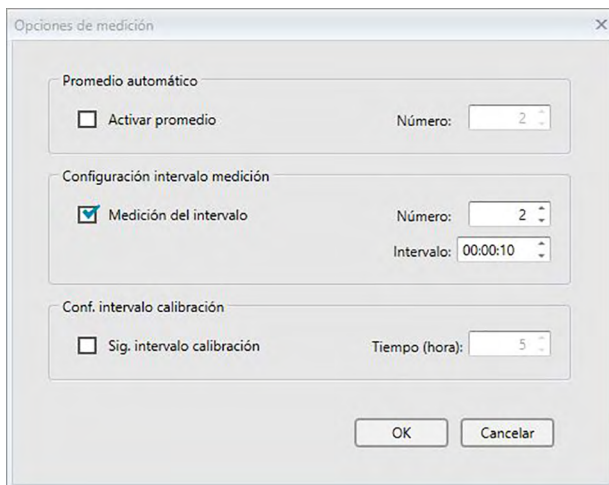 Opciones de medición
Promedio automático
Activar promedio Número: 2
Configuración intervalo medición
Medición del intervalo Número: 2
Intervalo: 00:00:10
Conf. intervalo calibración
Sig. intervalo calibración Tiempo (hora): 5
OK Cancelar